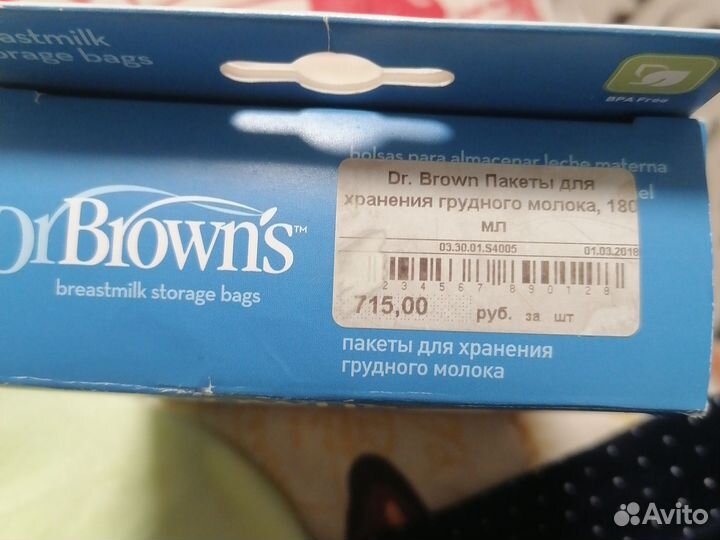 storage bags
BPA Free
bolsas para almacenar leche materna
Dr. Brown Пакеты для
хранения грудного молока, 180
мл
03.30.01.S4005 01.03.2018
2 3 4 5 6 7 8 9 0 1 2 8
715,00 руб. за шт
DrBrown's™
breastmilk storage bags
пакеты для хранения
грудного молока
Avito